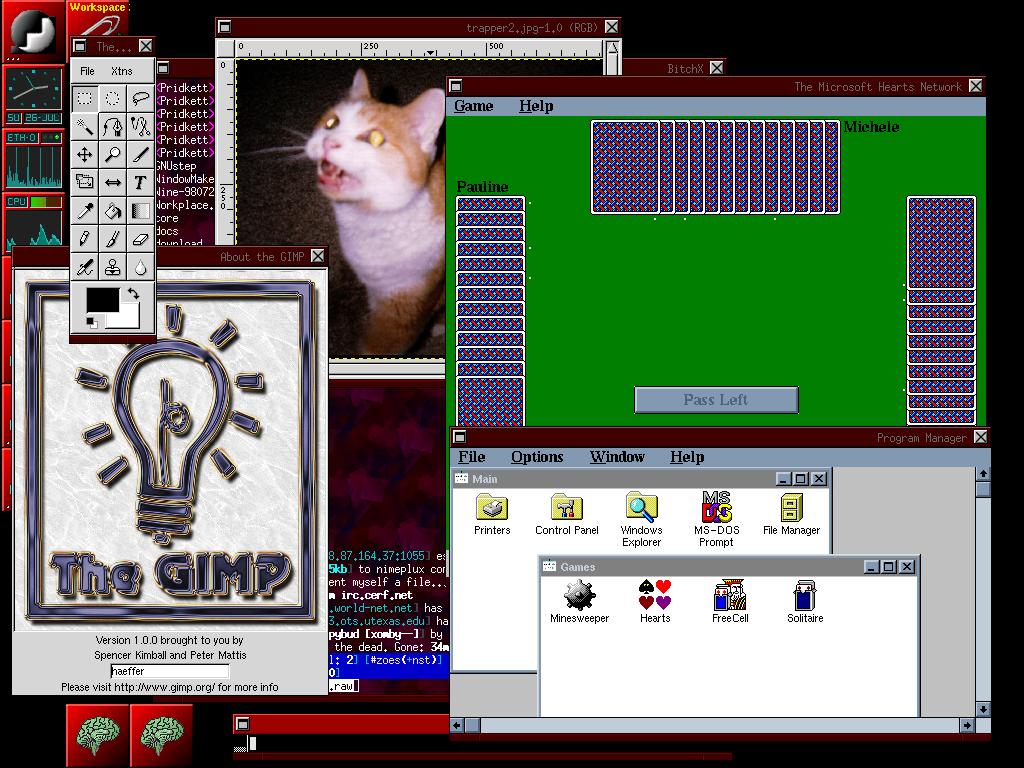 Workspace
The...
File Xtns
SU 26-JUL
ETH-0
CPU
trapper2.jpg-1.0 (RGB)
0 250 500
0
250
BitchX
<Pridkett>
<Pridkett>
<Pridkett>
<Pridkett>
<Pridkett>
<Pridkett>
GNUstep
WindowMake
Wine-98072
Workplace.
core
docs
download
The Microsoft Hearts Network
Game Help
Michele
Pauline
Pass Left
Program Manager
File Options Window Help
Main
Printers
Control Panel
Windows Explorer
MS-DOS Prompt
File Manager
Games
Minesweeper
Hearts
FreeCell
Solitaire
About the GIMP
The GIMP
Version 1.0.0 brought to you by
Spencer Kimball and Peter Mattis
haeffer
Please visit http://www.gimp.org/ for more info
8.87.164.37:1055] es
5kb] to nimeplux con
ent myself a file...
m irc.cerf.net
.world-net.net] has
3.ots.utexas.edu] ha
pybud [xomby--] by
the dead. Gone: 34m
l: 2] [#zoes(+nst)]
0]
.raw]